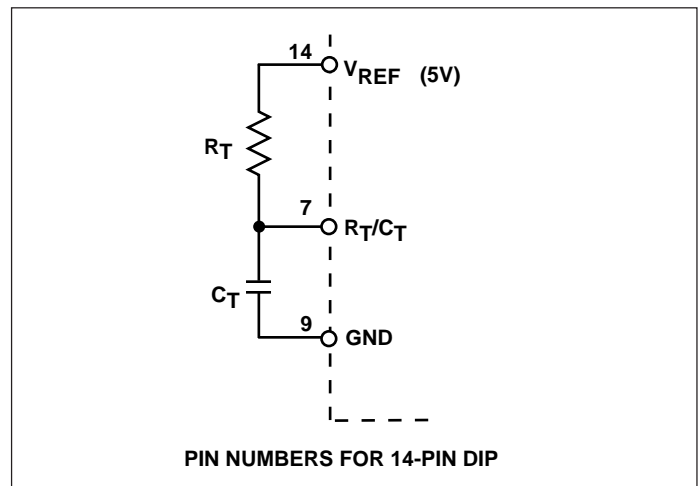 14
VREF (5V)
RT
7
RT/CT
CT
9
GND
PIN NUMBERS FOR 14-PIN DIP